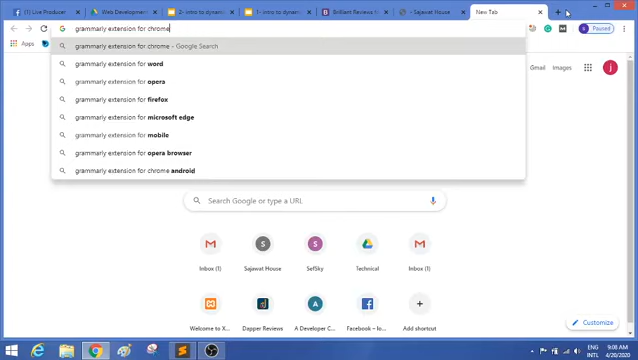 (1) Live Producer
Web Development
2- intro to dynam
1- intro to dynam
Brilliant Reviews f
- Sajawat House
New Tab
grammarly extension for chrome
Paused
Apps
grammarly extension for chrome - Google Search
grammarly extension for word
grammarly extension for opera
grammarly extension for firefox
grammarly extension for microsoft edge
grammarly extension for mobile
grammarly extension for opera browser
grammarly extension for chrome android
Gmail Images
j
Search Google or type a URL
S S
Inbox (1) Sajawat House SefSky Technical Inbox (1)
A
Welcome to X... Dapper Reviews A Developer C... Facebook – lo... Add shortcut
Customize
ENG
INTL
9:08 AM
4/20/2020